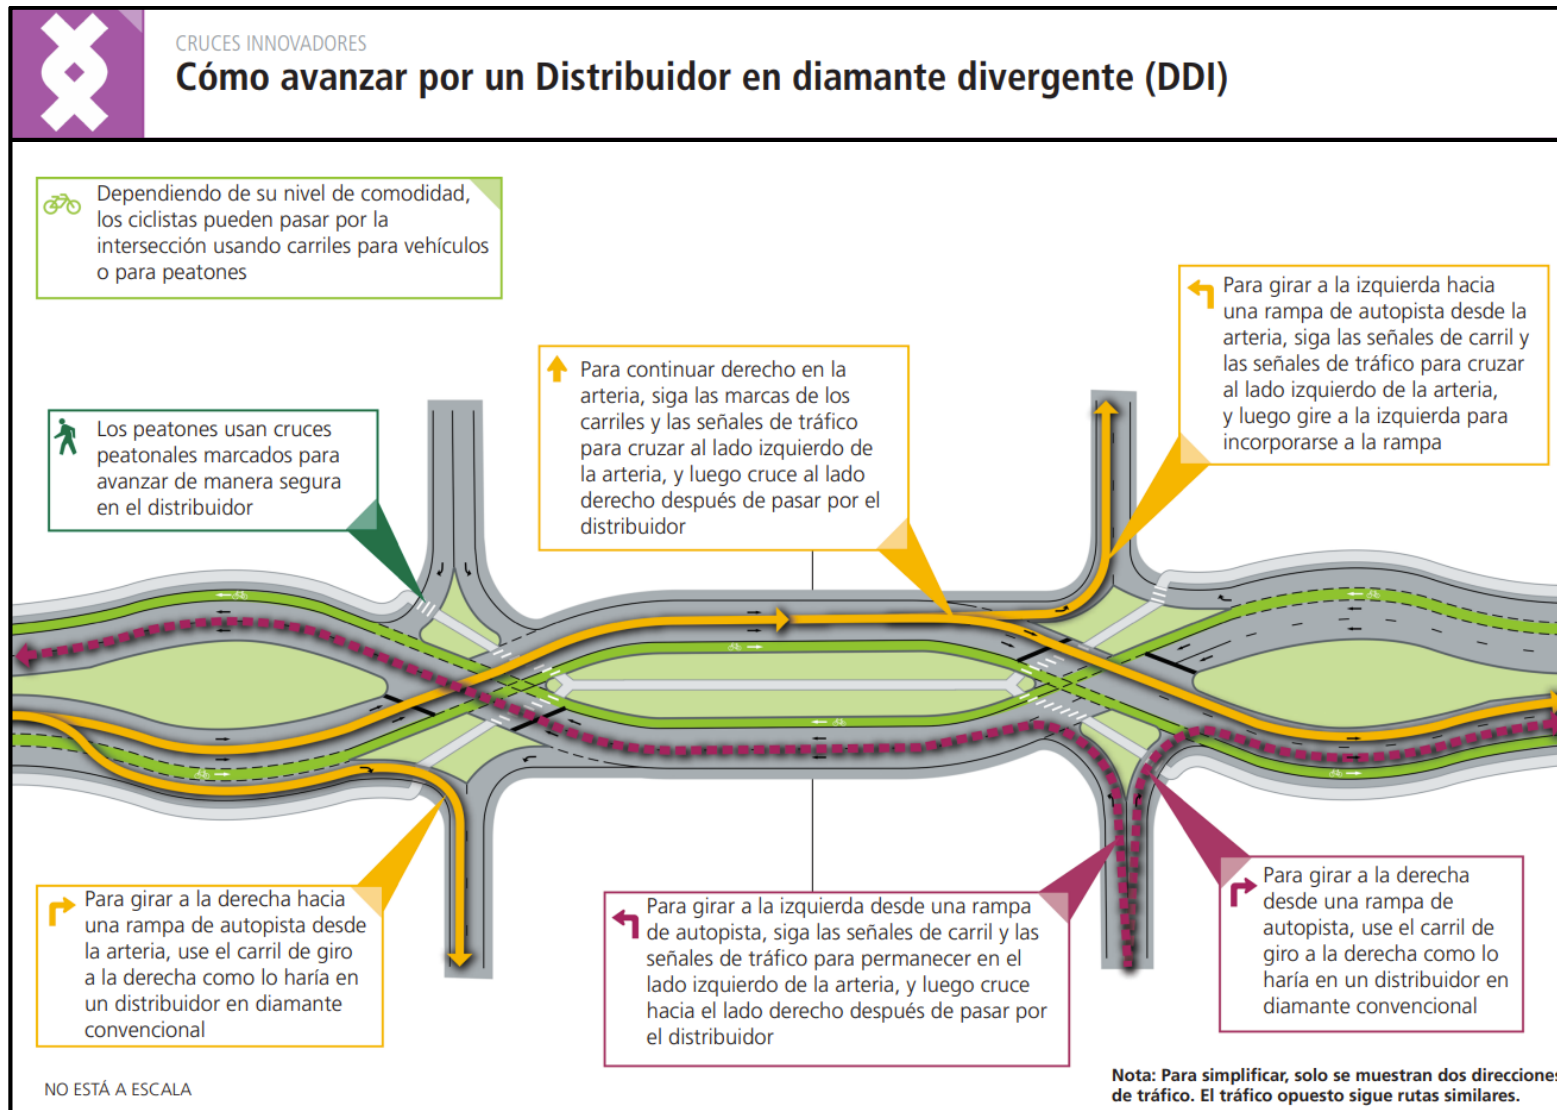 CRUCES INNOVADORES
Cómo avanzar por un Distribuidor en diamante divergente (DDI)
Dependiendo de su nivel de comodidad,
los ciclistas pueden pasar por la
intersección usando carriles para vehículos
o para peatones
Para girar a la izquierda hacia
una rampa de autopista desde la
arteria, siga las señales de carril y
las señales de tráfico para cruzar
al lado izquierdo de la arteria,
y luego gire a la izquierda para
incorporarse a la rampa
Para continuar derecho en la
arteria, siga las marcas de los
carriles y las señales de tráfico
para cruzar al lado izquierdo de
la arteria, y luego cruce al lado
derecho después de pasar por el
distribuidor
Los peatones usan cruces
peatonales marcados para
avanzar de manera segura
en el distribuidor
Para girar a la derecha hacia
una rampa de autopista desde
la arteria, use el carril de giro
a la derecha como lo haría en
un distribuidor en diamante
convencional
Para girar a la izquierda desde una rampa
de autopista, siga las señales de carril y las
señales de tráfico para permanecer en el
lado izquierdo de la arteria, y luego cruce
hacia el lado derecho después de pasar por
el distribuidor
Para girar a la derecha
desde una rampa de
autopista, use el carril de
giro a la derecha como lo
haría en un distribuidor en
diamante convencional
NO ESTÁ A ESCALA
Nota: Para simplificar, solo se muestran dos direcciones
de tráfico. El tráfico opuesto sigue rutas similares.